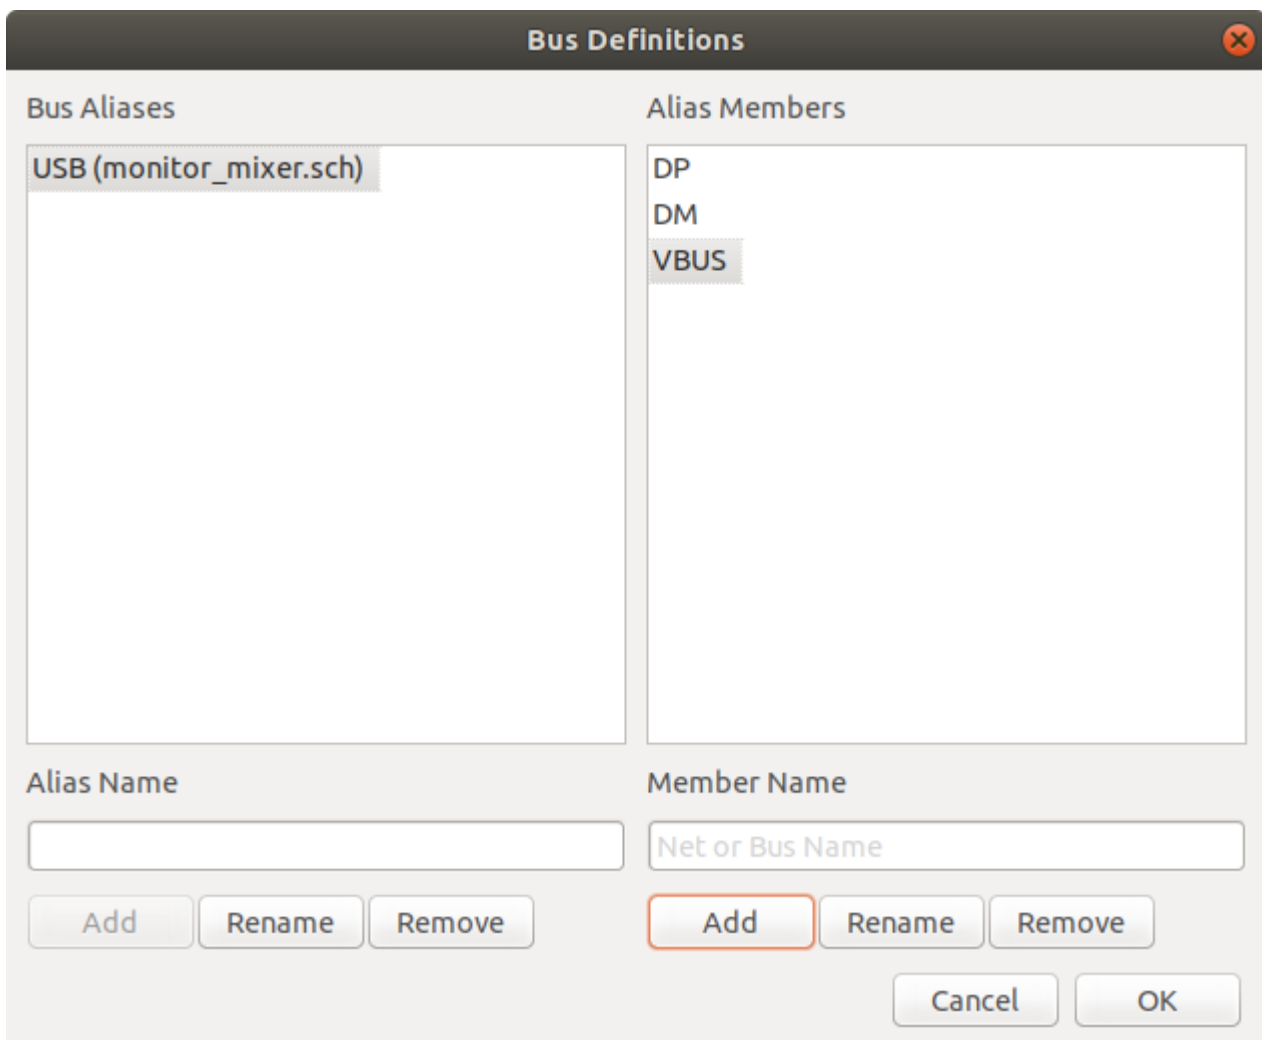 Bus Definitions
Bus Aliases
Alias Members
USB (monitor_mixer.sch)
DP
DM
VBUS
Alias Name
Member Name
Net or Bus Name
Add Rename Remove
Add Rename Remove
Cancel OK